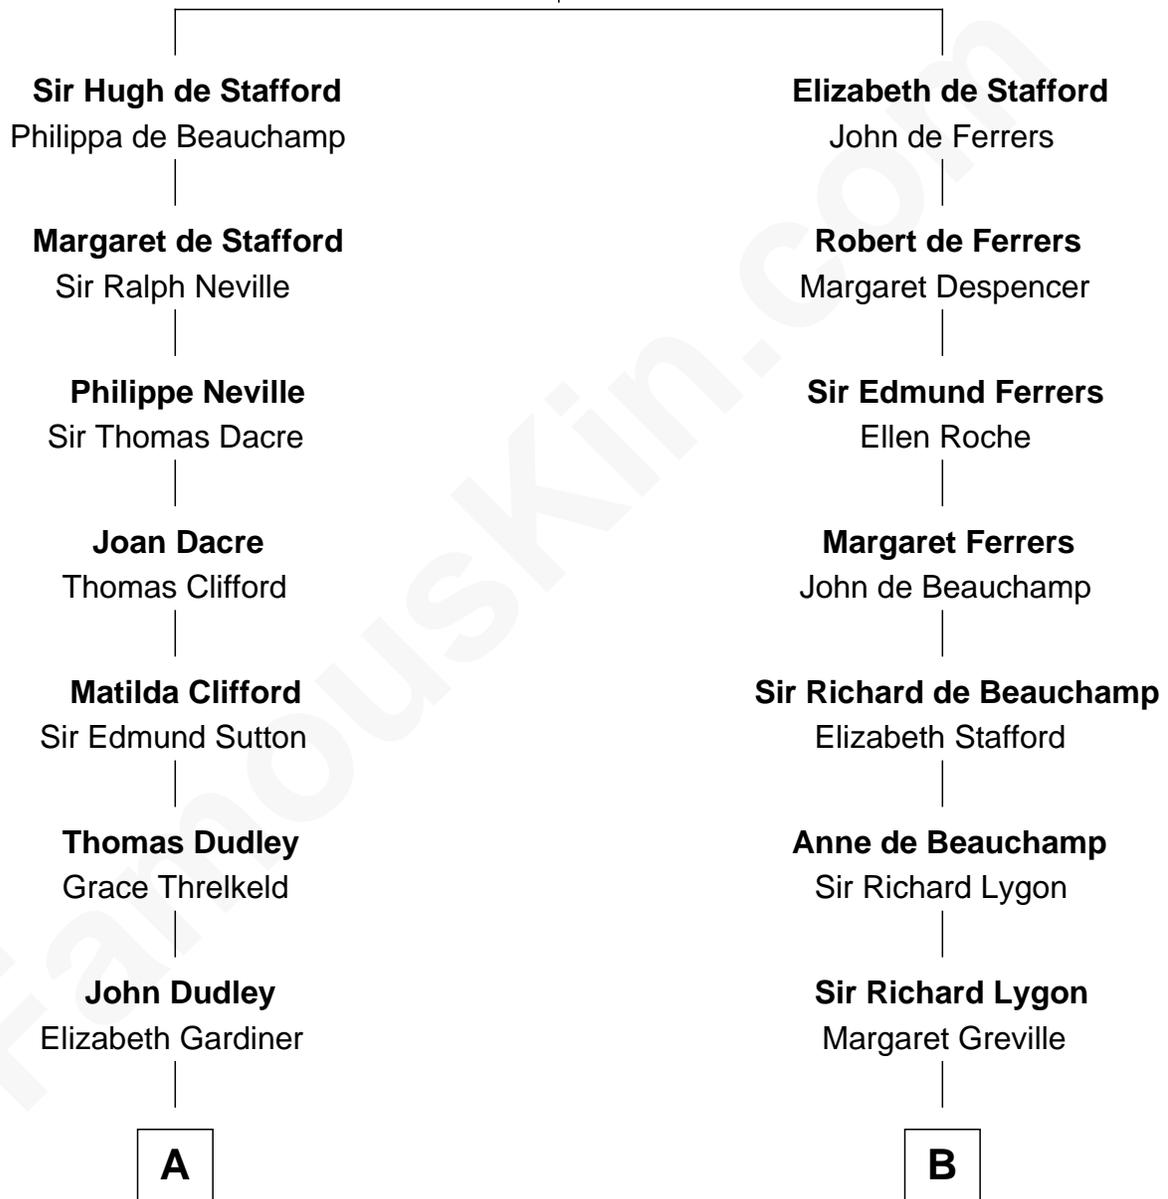 Sir Hugh de Stafford
Philippa de Beauchamp
Margaret de Stafford
Sir Ralph Neville
Philippe Neville
Sir Thomas Dacre
Joan Dacre
Thomas Clifford
Matilda Clifford
Sir Edmund Sutton
Thomas Dudley
Grace Threlkeld
John Dudley
Elizabeth Gardiner
A
Elizabeth de Stafford
John de Ferrers
Robert de Ferrers
Margaret Despencer
Sir Edmund Ferrers
Ellen Roche
Margaret Ferrers
John de Beauchamp
Sir Richard de Beauchamp
Elizabeth Stafford
Anne de Beauchamp
Sir Richard Lygon
Sir Richard Lygon
Margaret Greville
B
FamousKin.com